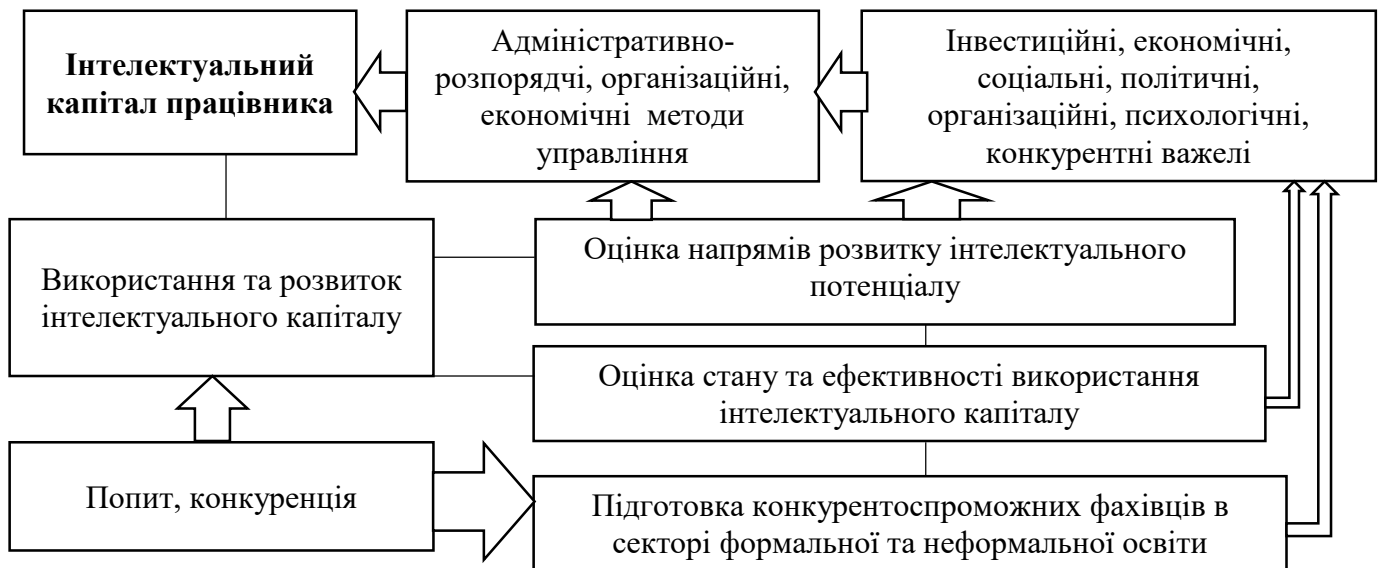 Інтелектуальний
капітал працівника
Адміністративно-
розпорядчі, організаційні,
економічні методи
управління
Інвестиційні, економічні,
соціальні, політичні,
організаційні, психологічні,
конкурентні важелі
Використання та розвиток
інтелектуального капіталу
Оцінка напрямів розвитку інтелектуального
потенціалу
Оцінка стану та ефективності використання
інтелектуального капіталу
Попит, конкуренція
Підготовка конкурентоспроможних фахівців в
секторі формальної та неформальної освіти